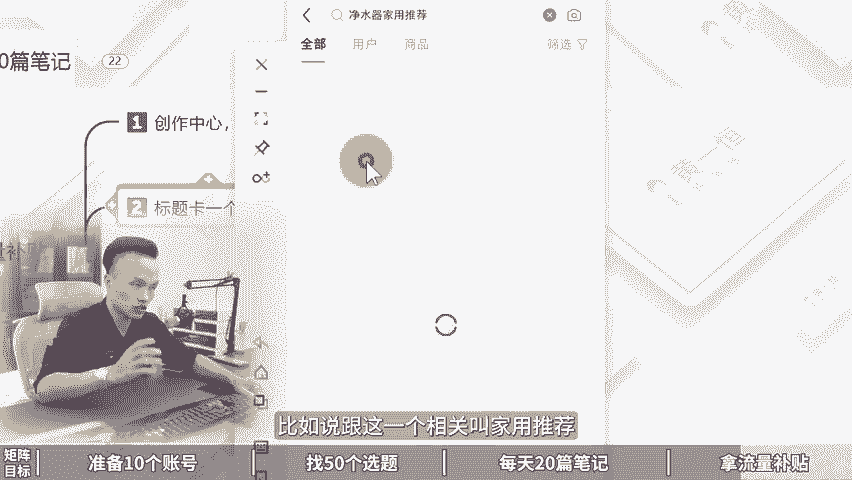 净水器家用推荐
全部 用户 商品 筛选
0篇笔记 22
1 创作中心，
2 标题卡一个
比如说跟这一个相关叫家用推荐
矩阵目标 准备10个账号 找50个选题 每天20篇笔记 拿流量补贴